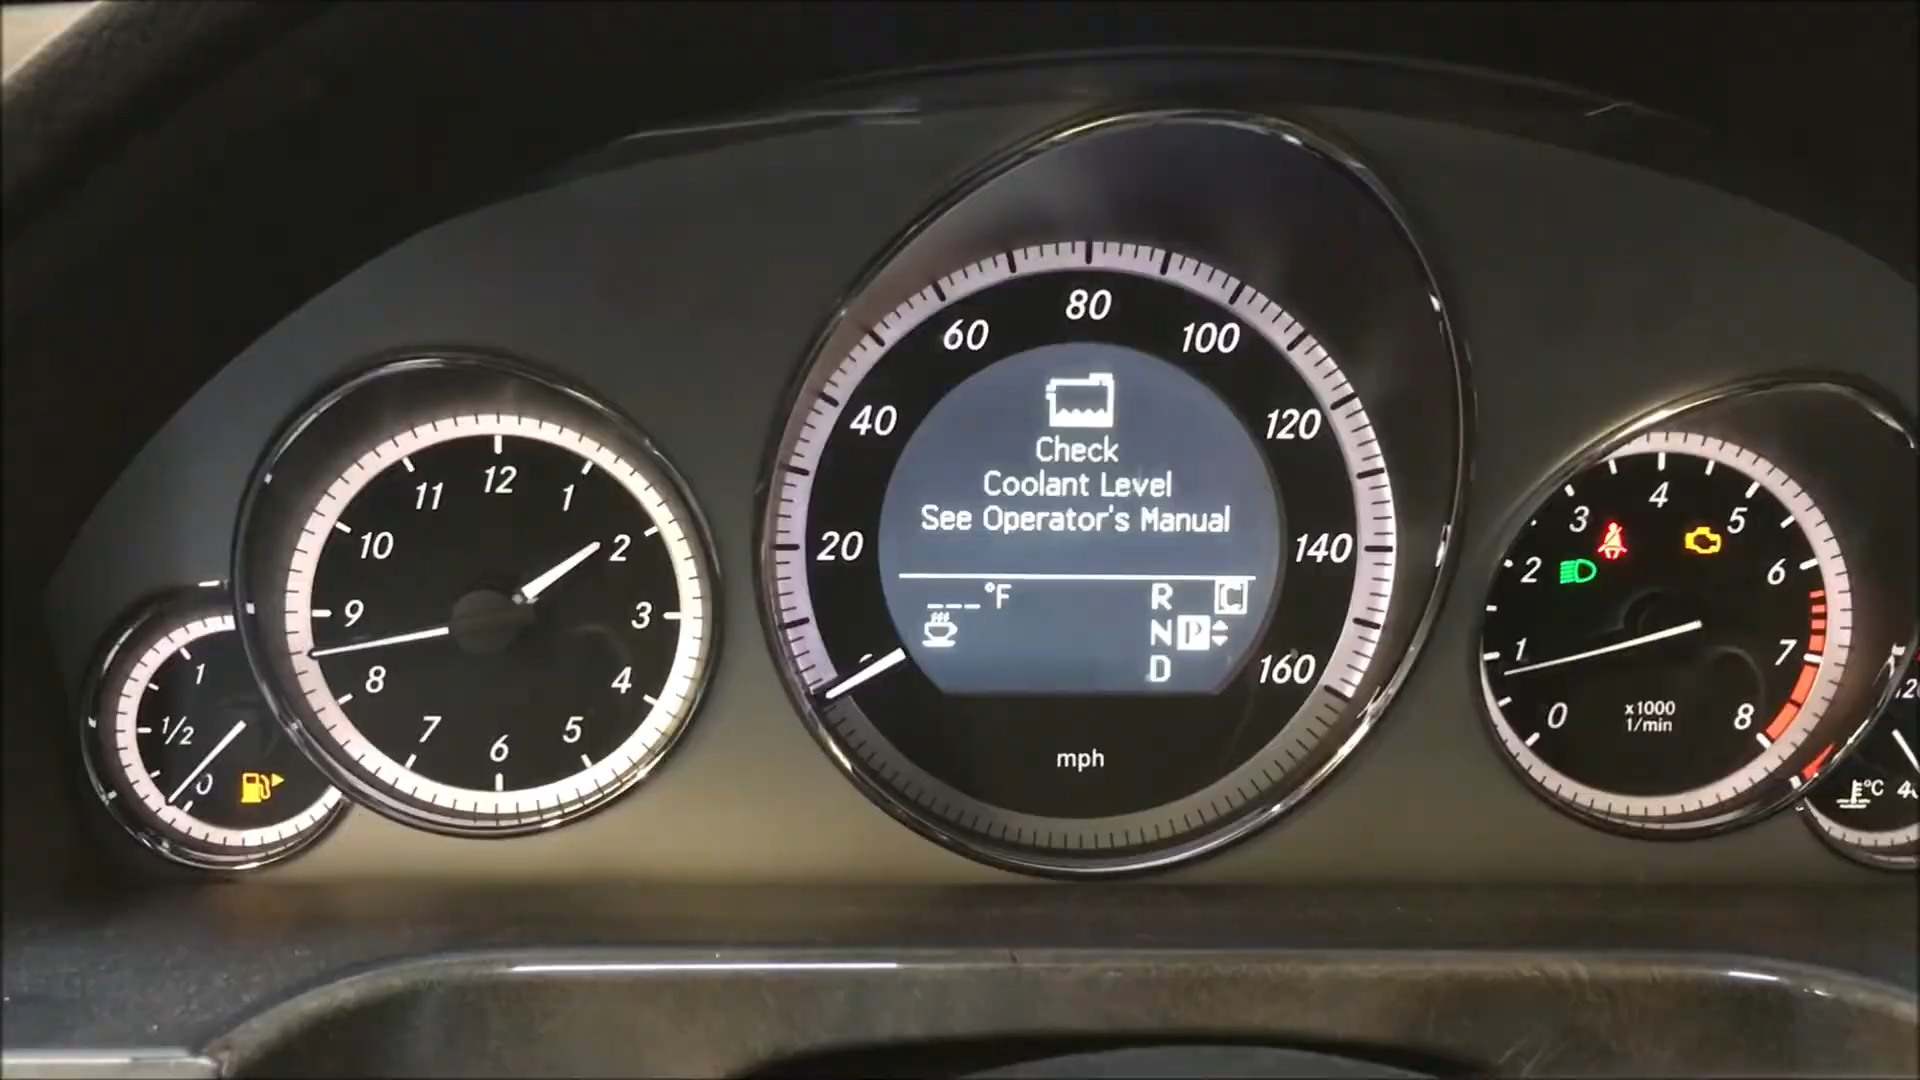 1
1/2
0
12
1
2
3
4
5
6
7
8
9
10
11
20
40
60
80
100
120
140
160
mph
Check
Coolant Level
See Operator's Manual
___°F
R C
N P
D
0
1
2
3
4
5
6
7
8
x1000
1/min
°C